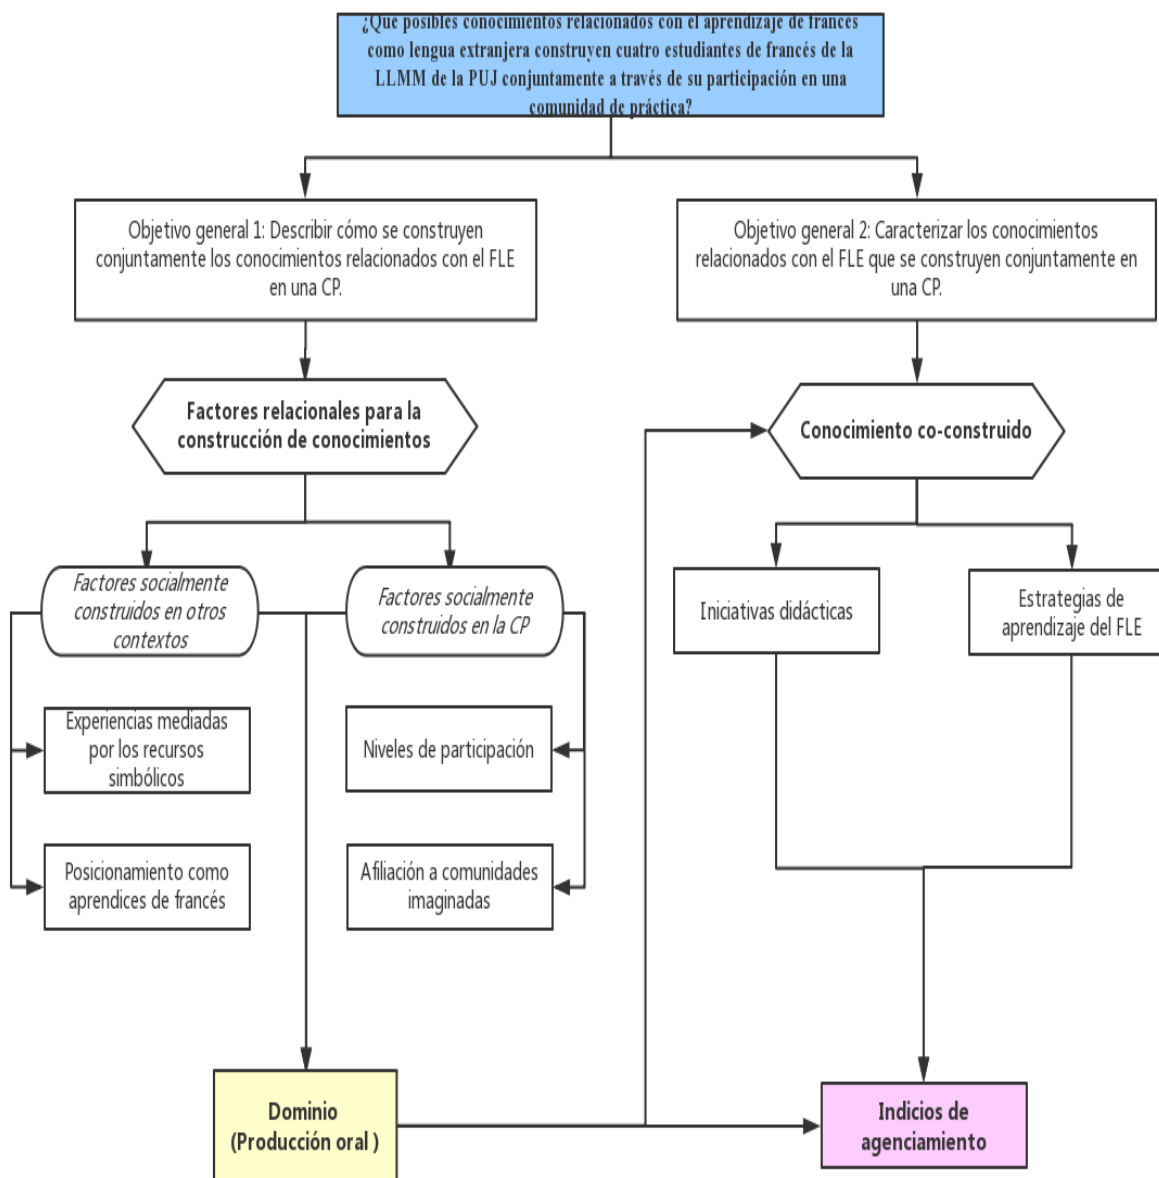 ¿Que posibles conocimientos relacionados con el aprendizaje de francés
como lengua extranjera construyen cuatro estudiantes de francés de la
LLMM de la PUJ conjuntamente a través de su participación en una
comunidad de práctica?
Objetivo general 1: Describir cómo se construyen
conjuntamente los conocimientos relacionados con el FLE
en una CP.
Objetivo general 2: Caracterizar los conocimientos
relacionados con el FLE que se construyen conjuntamente en
una CP.
Factores relacionales para la
construcción de conocimientos
Conocimiento co-construido
Factores socialmente
construidos en otros
contextos
Factores socialmente
construidos en la CP
Iniciativas didácticas
Estrategias de
aprendizaje del FLE
Experiencias mediadas
por los recursos
simbólicos
Niveles de participación
Posicionamiento como
aprendices de francés
Afiliación a comunidades
imaginadas
Dominio
(Producción oral )
Indicios de
agenciamiento